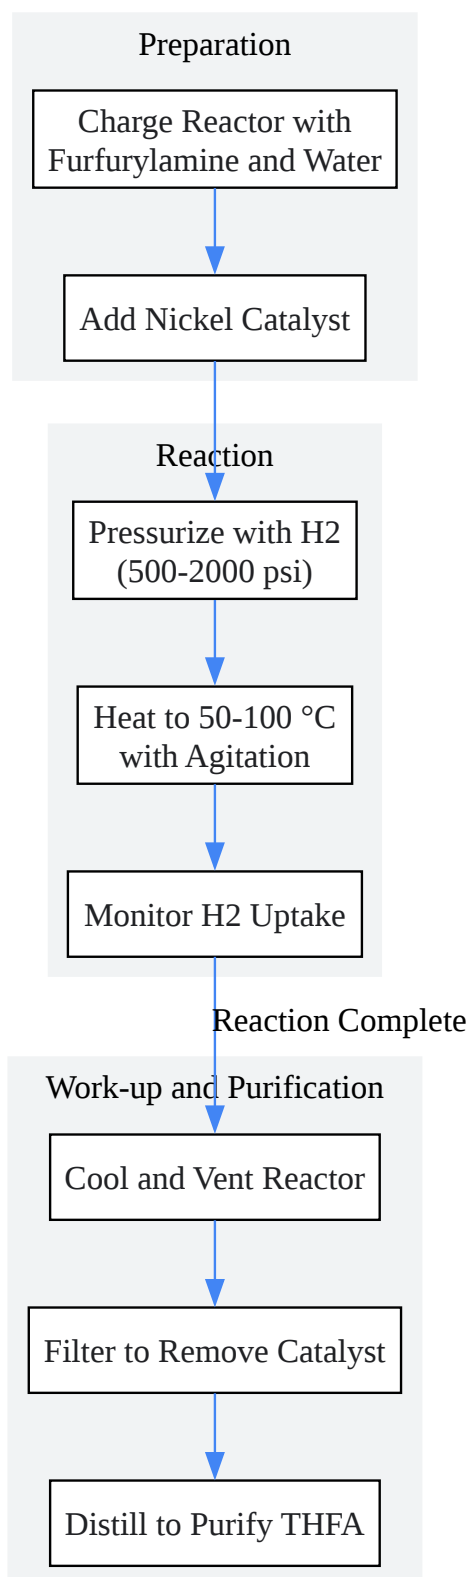 Preparation
Charge Reactor with
Furfurylamine and Water
Add Nickel Catalyst
Reaction
Pressurize with H2
(500-2000 psi)
Heat to 50-100 °C
with Agitation
Monitor H2 Uptake
Reaction Complete
Work-up and Purification
Cool and Vent Reactor
Filter to Remove Catalyst
Distill to Purify THFA